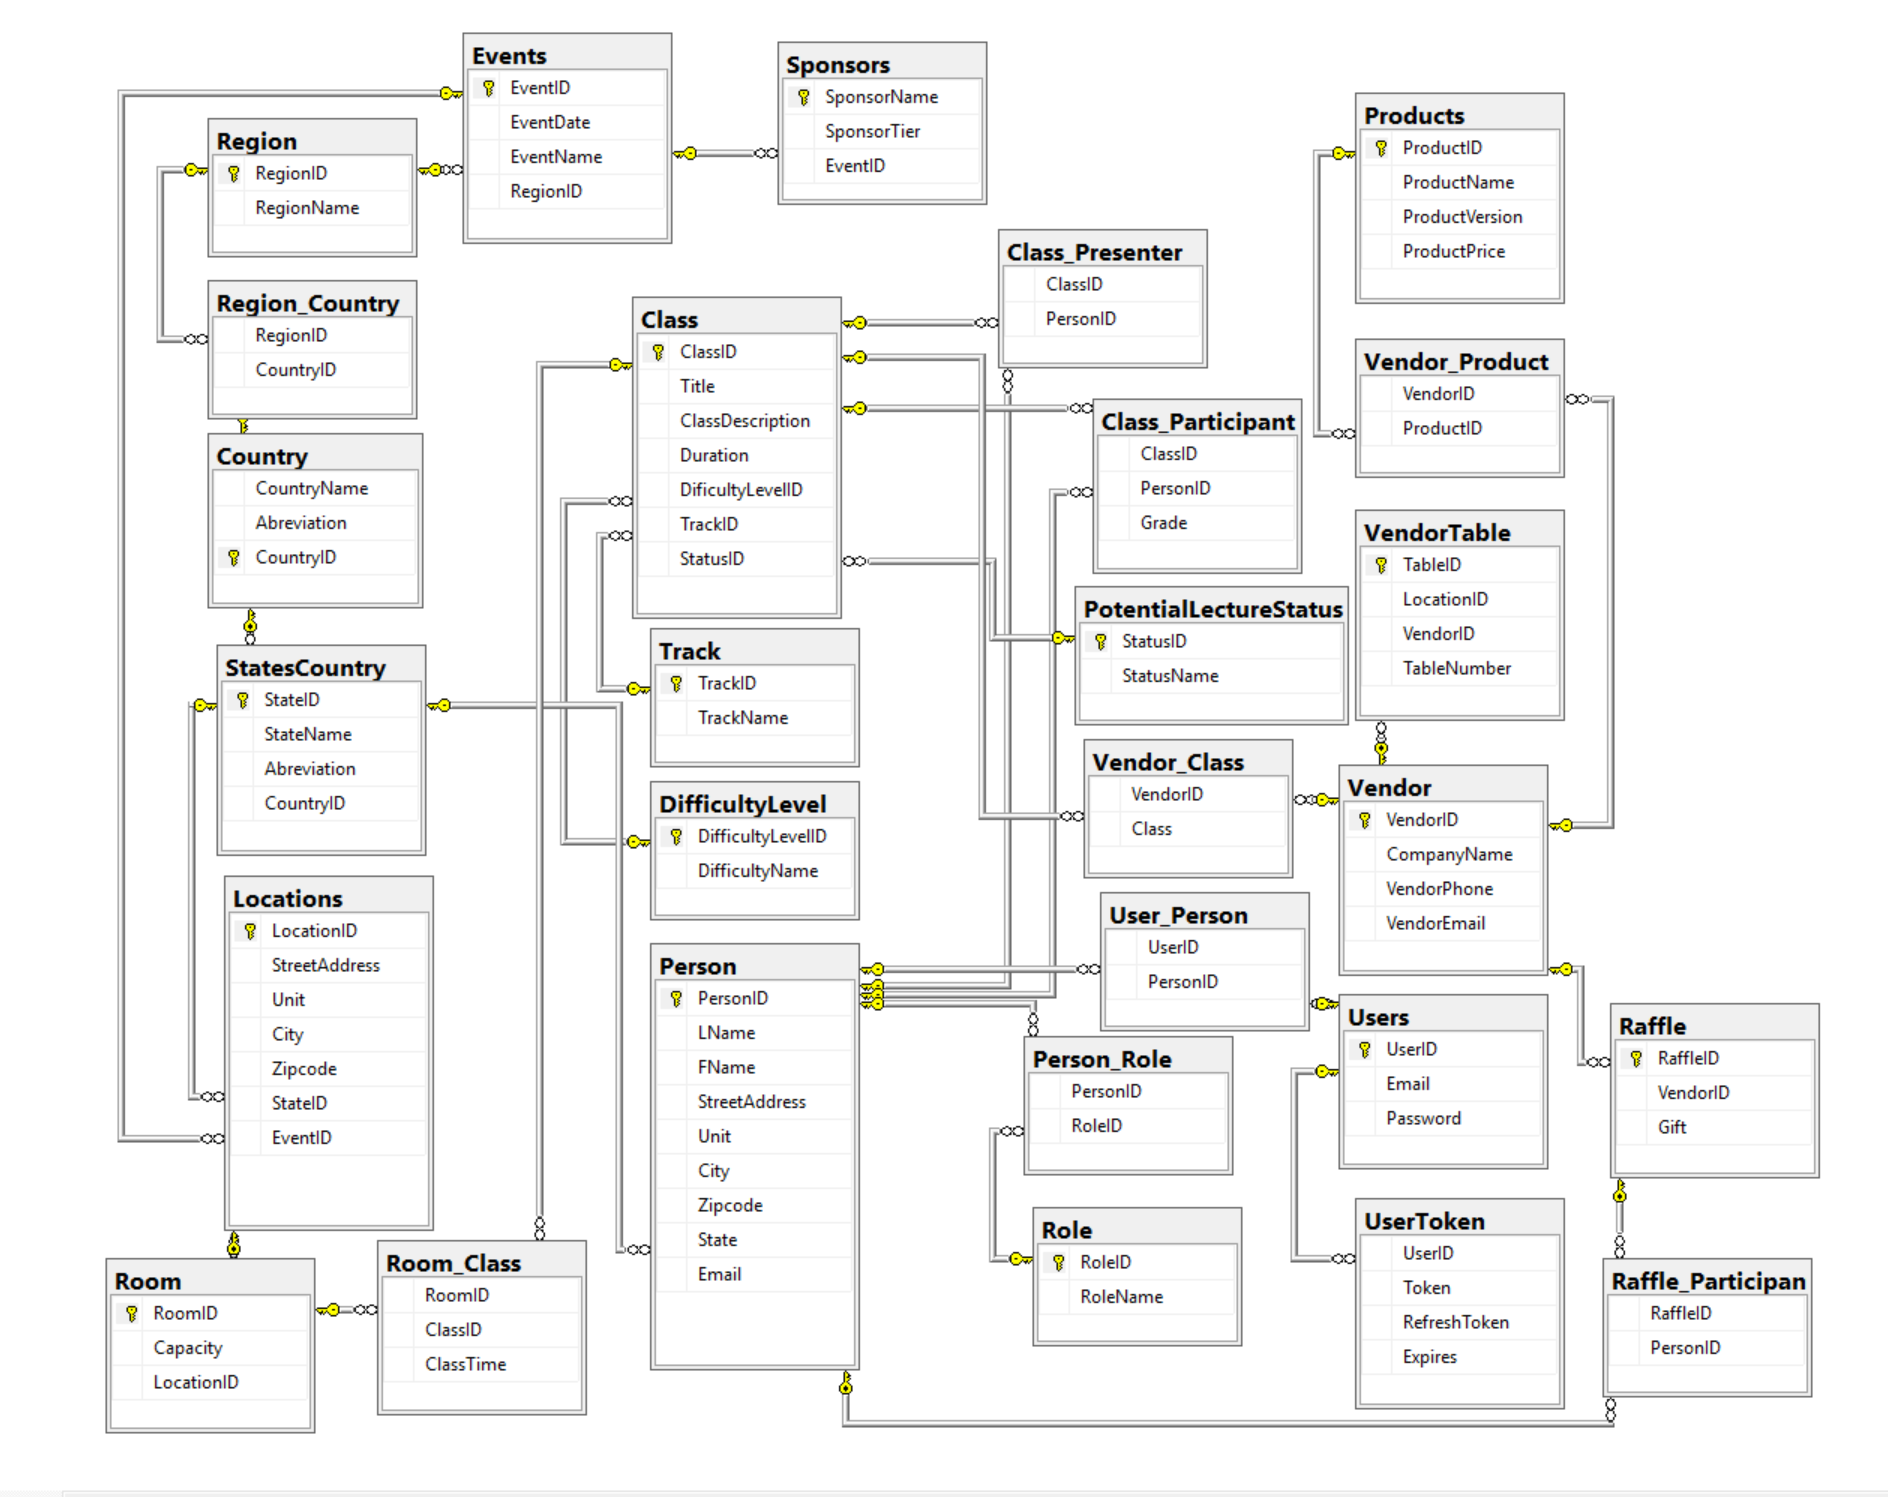 Events
EventID
EventDate
EventName
RegionID
Sponsors
SponsorName
SponsorTier
EventID
Products
ProductID
ProductName
ProductVersion
ProductPrice
Region
RegionID
RegionName
Class_Presenter
ClassID
PersonID
Region_Country
RegionID
CountryID
Class
ClassID
Title
ClassDescription
Duration
DificultyLevelID
TrackID
StatusID
Vendor_Product
VendorID
ProductID
Class_Participant
ClassID
PersonID
Grade
Country
CountryName
Abreviation
CountryID
VendorTable
TableID
LocationID
VendorID
TableNumber
PotentialLectureStatus
StatusID
StatusName
Track
TrackID
TrackName
StatesCountry
StateID
StateName
Abreviation
CountryID
Vendor_Class
VendorID
Class
Vendor
VendorID
CompanyName
VendorPhone
VendorEmail
DifficultyLevel
DifficultyLevelID
DifficultyName
Locations
LocationID
StreetAddress
Unit
City
Zipcode
StateID
EventID
User_Person
UserID
PersonID
Person
PersonID
LName
FName
StreetAddress
Unit
City
Zipcode
State
Email
Users
UserID
Email
Password
Raffle
RaffleID
VendorID
Gift
Person_Role
PersonID
RoleID
Role
RoleID
RoleName
UserToken
UserID
Token
RefreshToken
Expires
Room_Class
RoomID
ClassID
ClassTime
Room
RoomID
Capacity
LocationID
Raffle_Participan
RaffleID
PersonID